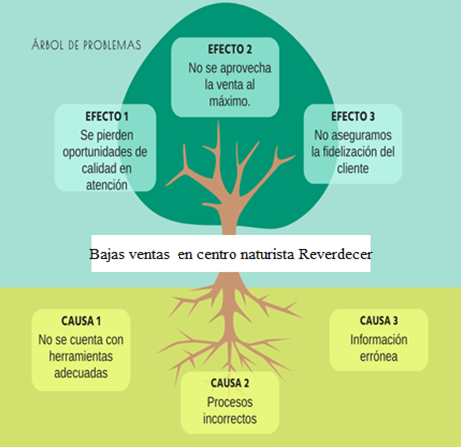 ÁRBOL DE PROBLEMAS
EFECTO 2
No se aprovecha
la venta al
máximo.
EFECTO 1
Se pierden
oportunidades de
calidad en
atención
EFECTO 3
No aseguramos
la fidelización del
cliente
Bajas ventas en centro naturista Reverdecer
CAUSA 1
No se cuenta con
herramientas
adecuadas
CAUSA 2
Procesos
incorrectos
CAUSA 3
Información
errónea